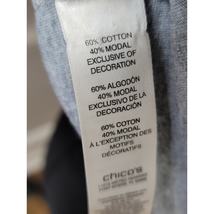 60% COTTON
40% MODAL
EXCLUSIVE OF
DECORATION
60% ALGODÓN
40% MODAL
EXCLUSIVO DE LA
DECORACIÓN
60% COTON
40% MODAL
À L'EXCEPTION DES
MOTIFS
DÉCORATIFS
chico's